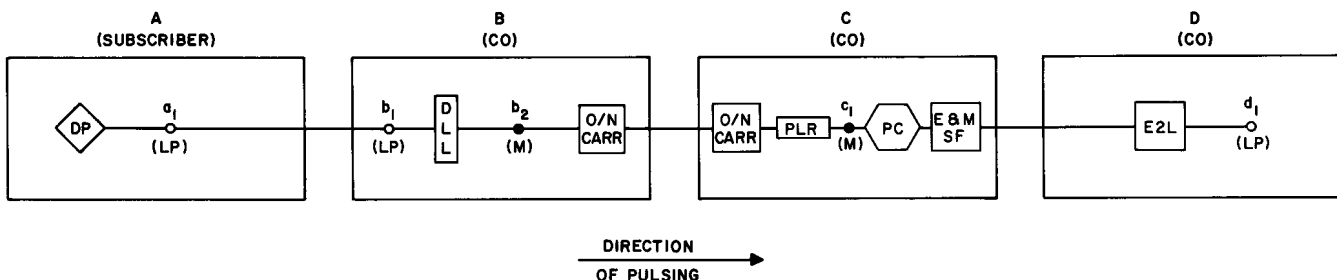 A
(SUBSCRIBER)
B
(CO)
C
(CO)
D
(CO)
DP
a1
(LP)
b1
(LP)
D
L
L
b2
(M)
O/N
CARR
O/N
CARR
PLR
c1
(M)
PC
E & M
SF
E2L
d1
(LP)
DIRECTION
OF PULSING